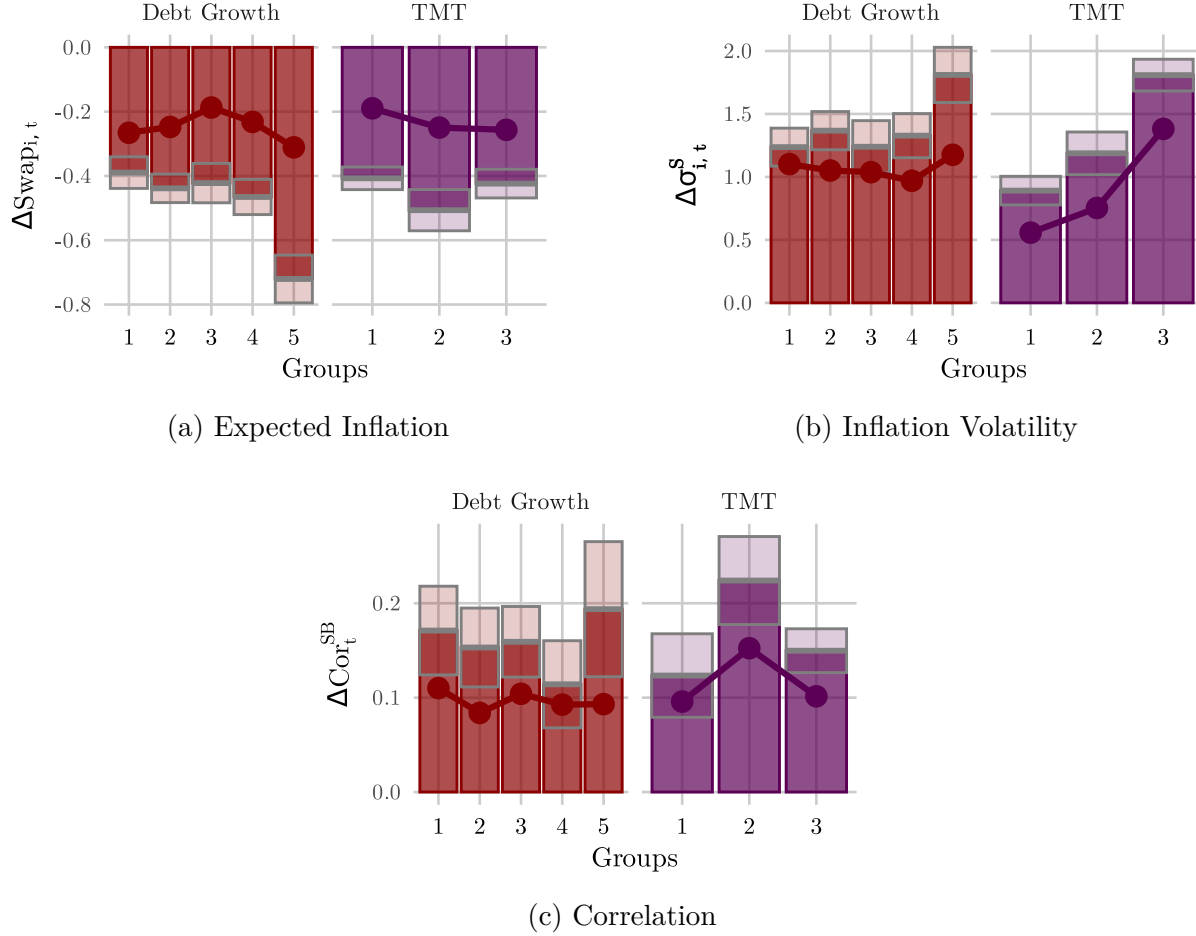 Debt Growth TMT
0.0
-0.2
-0.4
-0.6
-0.8
ΔSwap i, t
1 2 3 4 5 1 2 3
Groups
(a) Expected Inflation
Debt Growth TMT
2.0
1.5
1.0
0.5
0.0
Δσ S i, t
1 2 3 4 5 1 2 3
Groups
(b) Inflation Volatility
Debt Growth TMT
0.2
0.1
0.0
ΔCor SB t
1 2 3 4 5 1 2 3
Groups
(c) Correlation